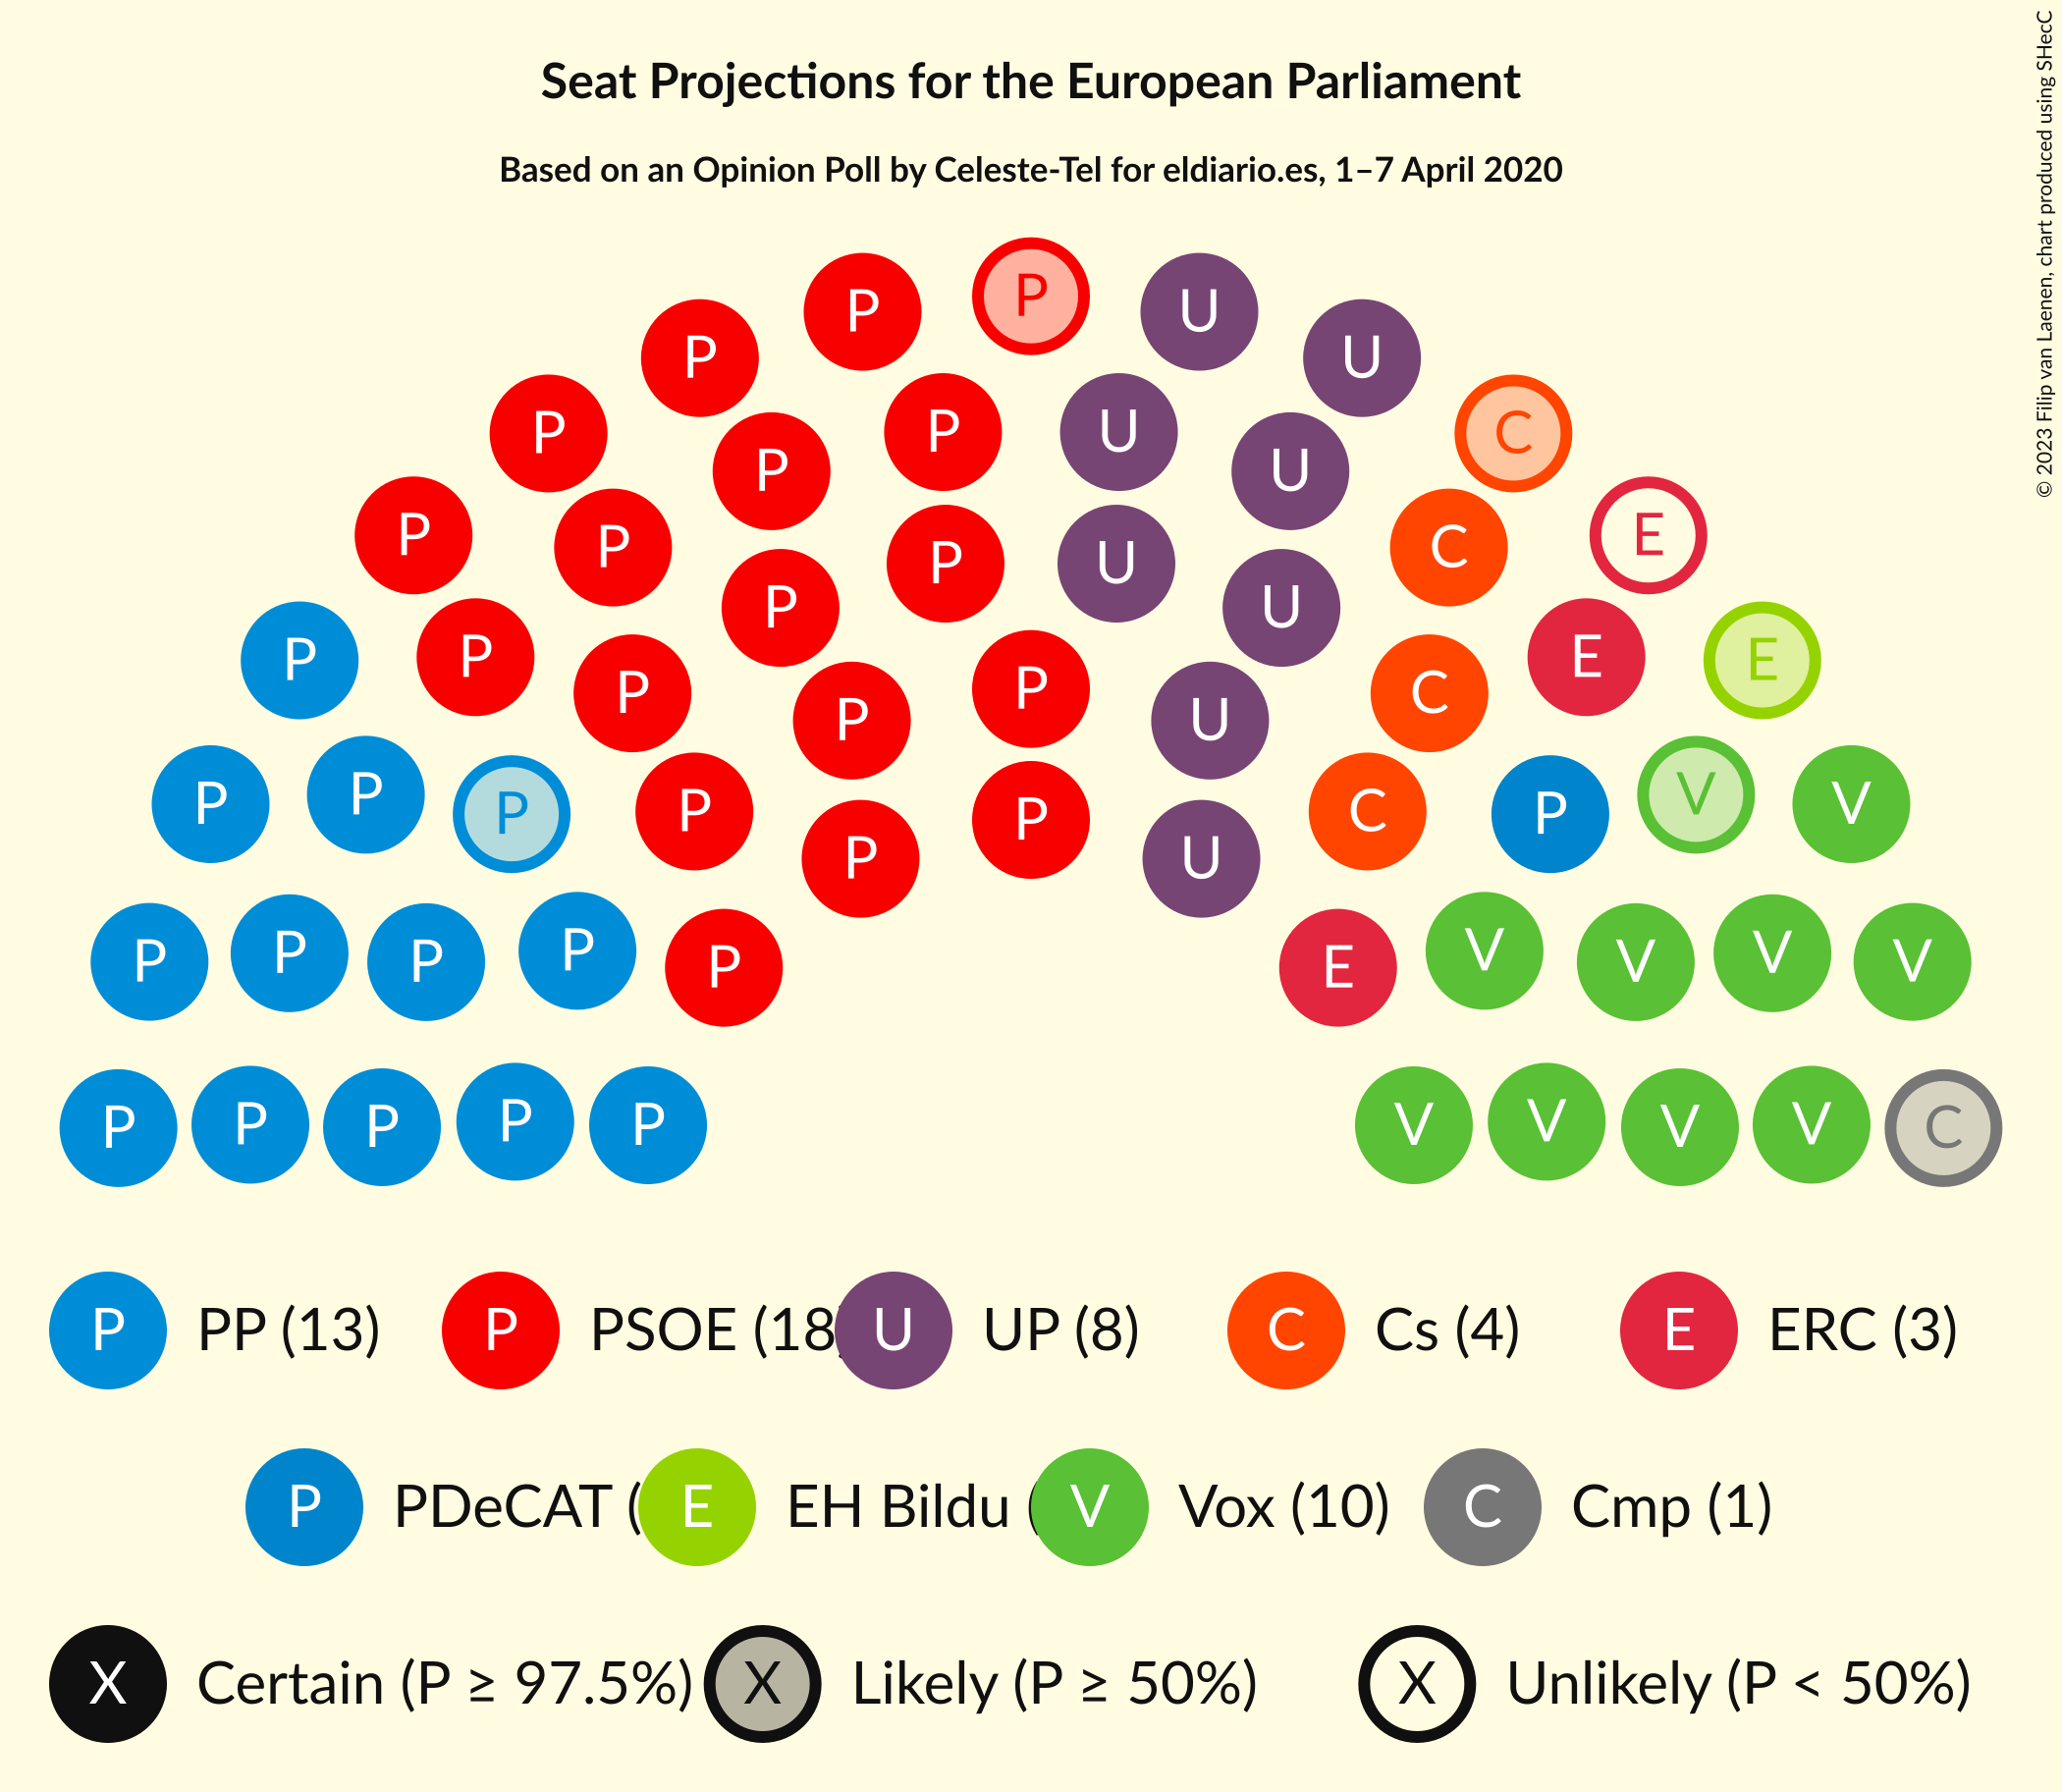 Seat Projections for the European Parliament
Based on an Opinion Poll by Celeste-Tel for eldiario.es, 1–7 April 2020
© 2023 Filip van Laenen, chart produced using SHecC
P
P U
P U
P P U C
P U
P P C E
P U
P U
P P E E
P P C
P U
P P P P P C P V V
P U
P P P P P E V V V V
P P P P P V V V V C
P PP (13) P PSOE (18 U UP (8) C Cs (4) E ERC (3)
P PDeCAT ( E EH Bildu ( V Vox (10) C Cmp (1)
X Certain (P ≥ 97.5%) X Likely (P ≥ 50%) X Unlikely (P < 50%)